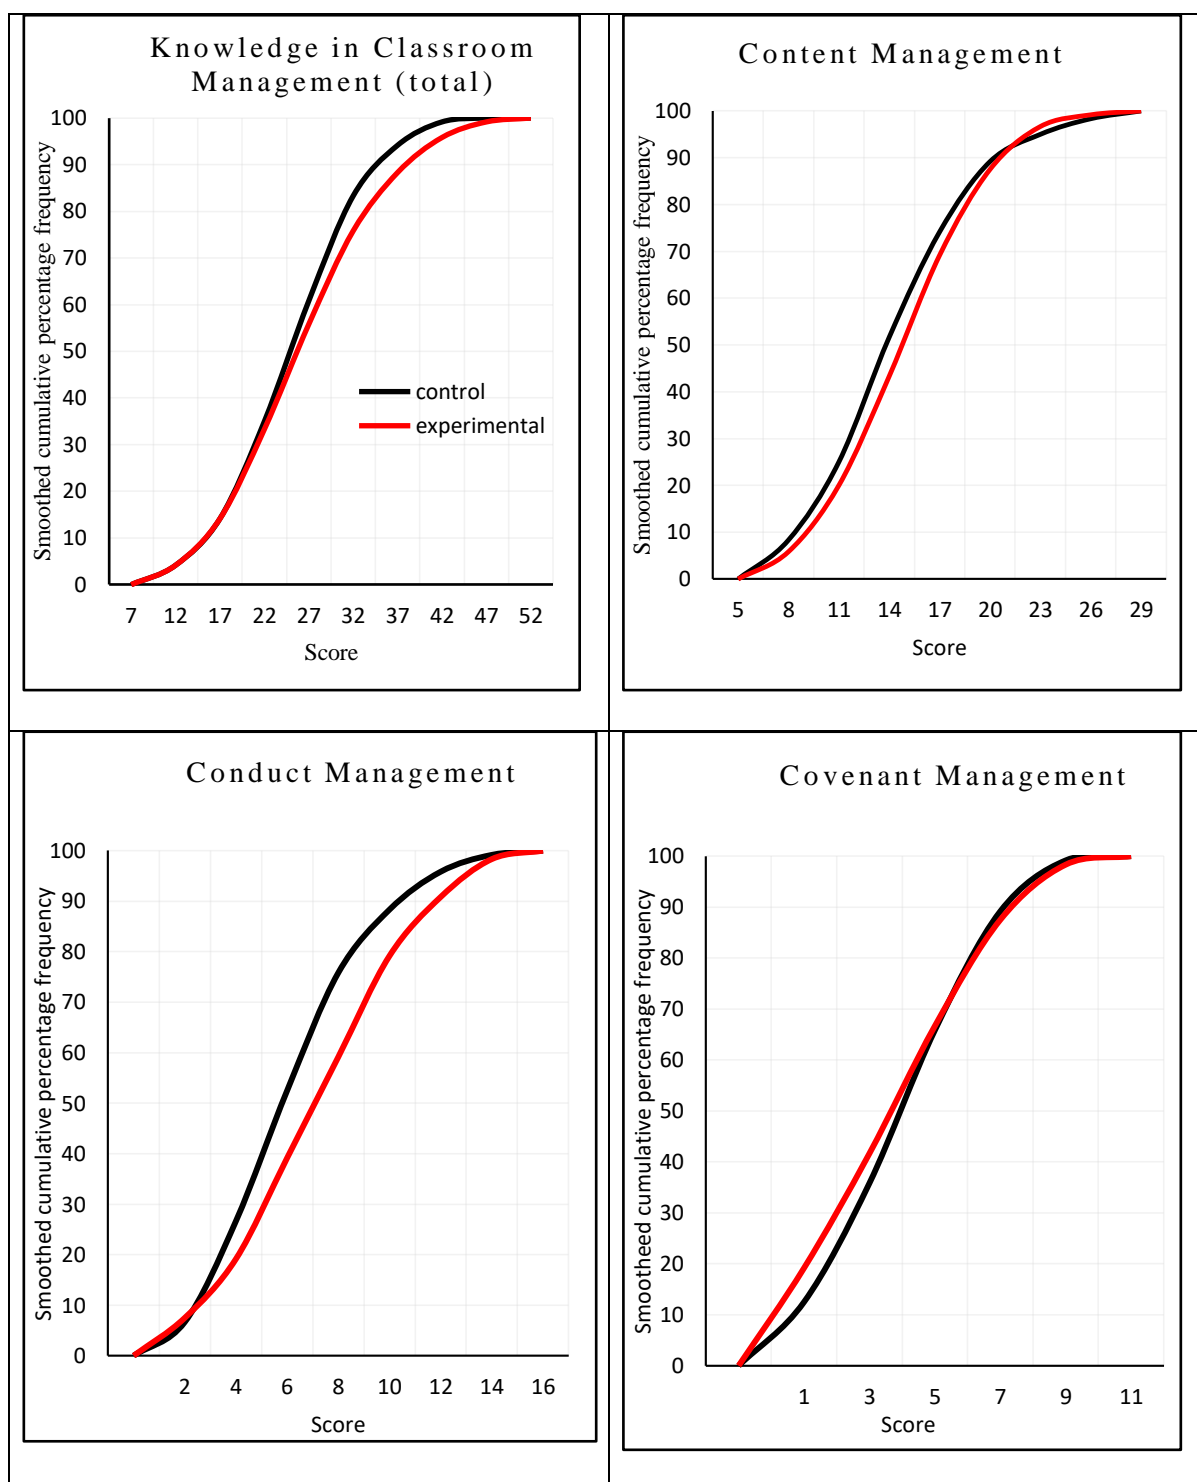 Knowledge in Classroom
Management (total)
Smoothed cumulative percentage frequency
100
90
80
70
60
50
40
30
20
10
0
control
experimental
7 12 17 22 27 32 37 42 47 52
Score
Content Management
Smoothed cumulative percentage frequency
100
90
80
70
60
50
40
30
20
10
0
5 8 11 14 17 20 23 26 29
Score
Conduct Management
Smoothed cumulative percentage frequency
100
90
80
70
60
50
40
30
20
10
0
2 4 6 8 10 12 14 16
Score
Covenant Management
Smootheed cumulative percentage frequency
100
90
80
70
60
50
40
30
20
10
0
1 3 5 7 9 11
Score